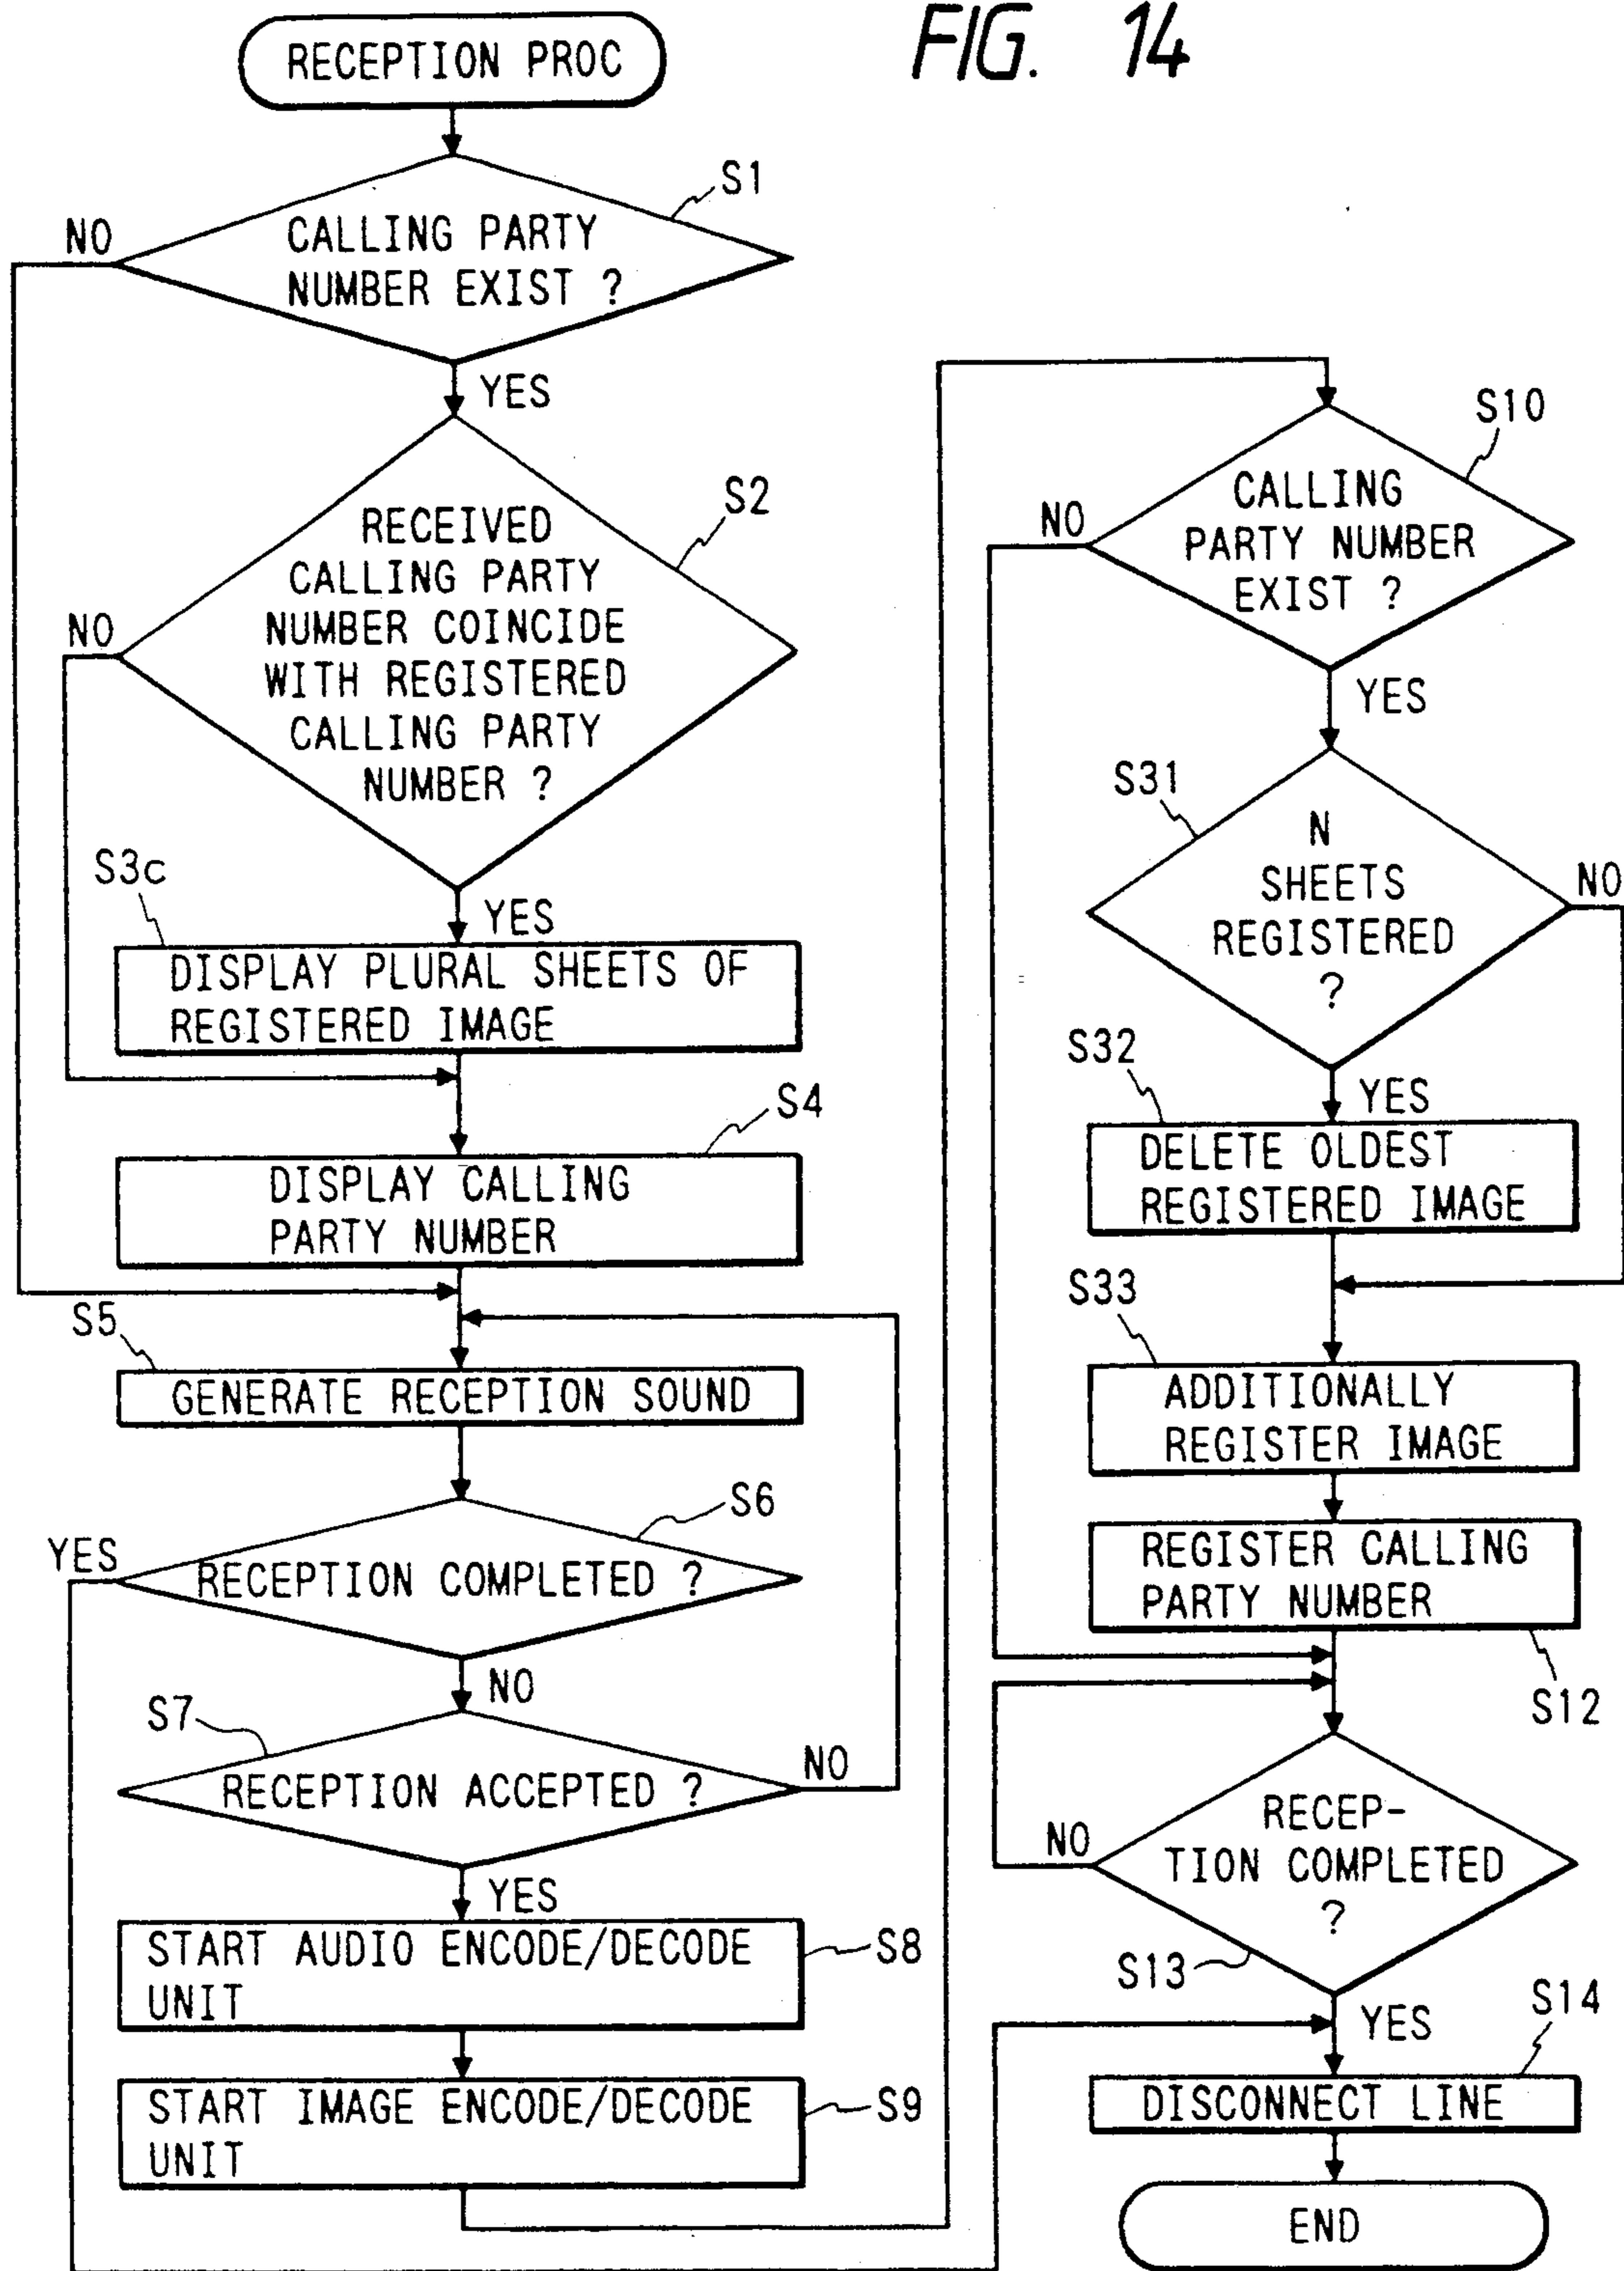 FIG. 14
RECEPTION PROC
S1
CALLING PARTY
NUMBER EXIST ?
NO
YES
S2
RECEIVED
CALLING PARTY
NUMBER COINCIDE
WITH REGISTERED
CALLING PARTY
NUMBER ?
NO
YES
S3c
DISPLAY PLURAL SHEETS OF
REGISTERED IMAGE
S4
DISPLAY CALLING
PARTY NUMBER
S5
GENERATE RECEPTION SOUND
S6
YES
RECEPTION COMPLETED ?
NO
S7
RECEPTION ACCEPTED ?
NO
YES
START AUDIO ENCODE/DECODE
UNIT
S8
START IMAGE ENCODE/DECODE
UNIT
S9
S10
CALLING
PARTY NUMBER
EXIST ?
NO
YES
S31
N
SHEETS
REGISTERED
?
NO
YES
S32
DELETE OLDEST
REGISTERED IMAGE
S33
ADDITIONALLY
REGISTER IMAGE
REGISTER CALLING
PARTY NUMBER
S12
RECEP-
TION COMPLETED
?
NO
S13
YES
S14
DISCONNECT LINE
END